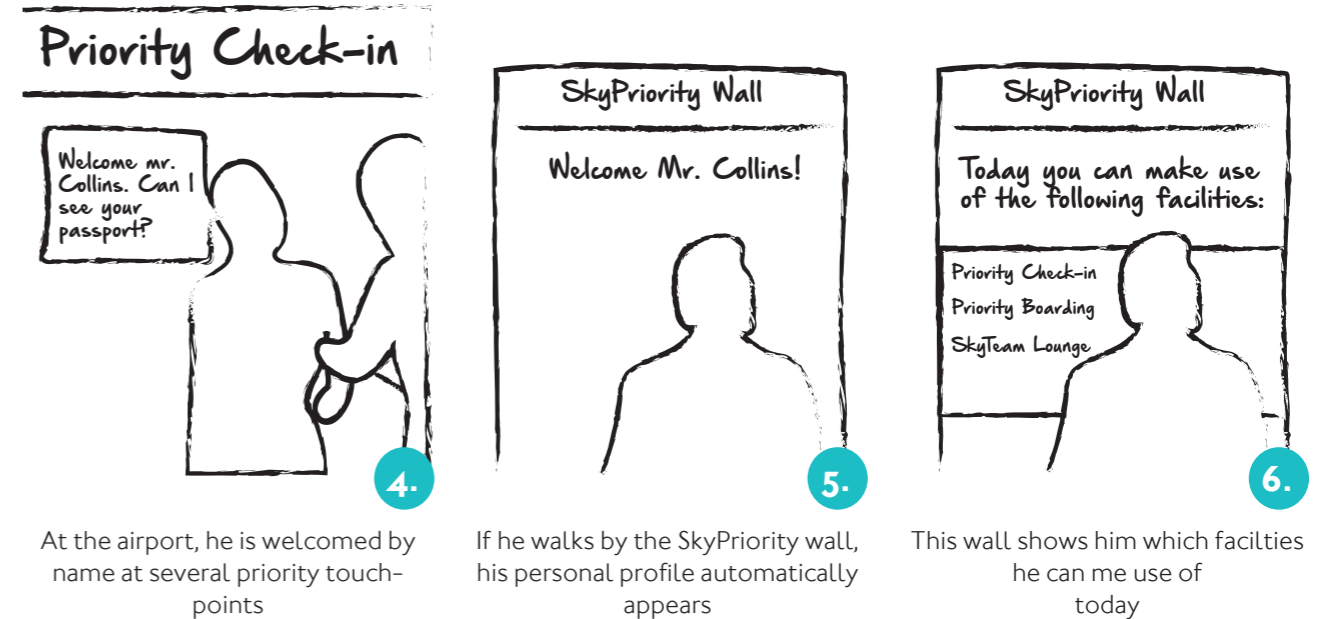 Priority Check-in
Welcome mr.
Collins. Can I
see your
passport?
4.
At the airport, he is welcomed by
name at several priority touch-
points
SkyPriority Wall
Welcome Mr. Collins!
5.
If he walks by the SkyPriority wall,
his personal profile automatically
appears
SkyPriority Wall
Today you can make use
of the following facilities:
Priority Check-in
Priority Boarding
SkyTeam Lounge
6.
This wall shows him which facilties
he can me use of
today